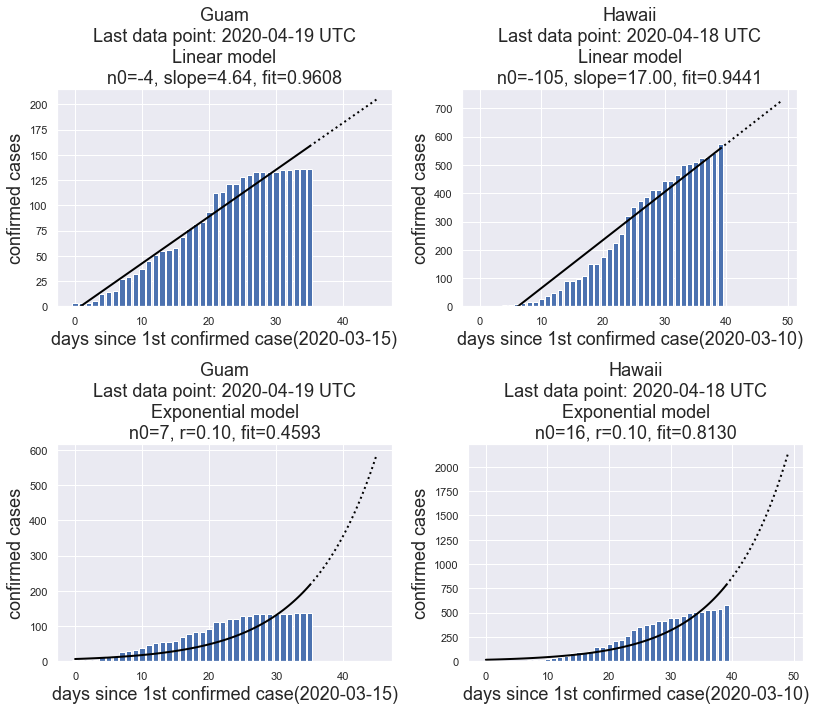 Guam
Last data point: 2020-04-19 UTC
Linear model
n0=-4, slope=4.64, fit=0.9608
200
175
150
125
100
75
50
25
0
confirmed cases
0 10 20 30 40
days since 1st confirmed case(2020-03-15)
Hawaii
Last data point: 2020-04-18 UTC
Linear model
n0=-105, slope=17.00, fit=0.9441
700
600
500
400
300
200
100
0
confirmed cases
0 10 20 30 40 50
days since 1st confirmed case(2020-03-10)
Guam
Last data point: 2020-04-19 UTC
Exponential model
n0=7, r=0.10, fit=0.4593
600
500
400
300
200
100
0
confirmed cases
0 10 20 30 40
days since 1st confirmed case(2020-03-15)
Hawaii
Last data point: 2020-04-18 UTC
Exponential model
n0=16, r=0.10, fit=0.8130
2000
1750
1500
1250
1000
750
500
250
0
confirmed cases
0 10 20 30 40 50
days since 1st confirmed case(2020-03-10)